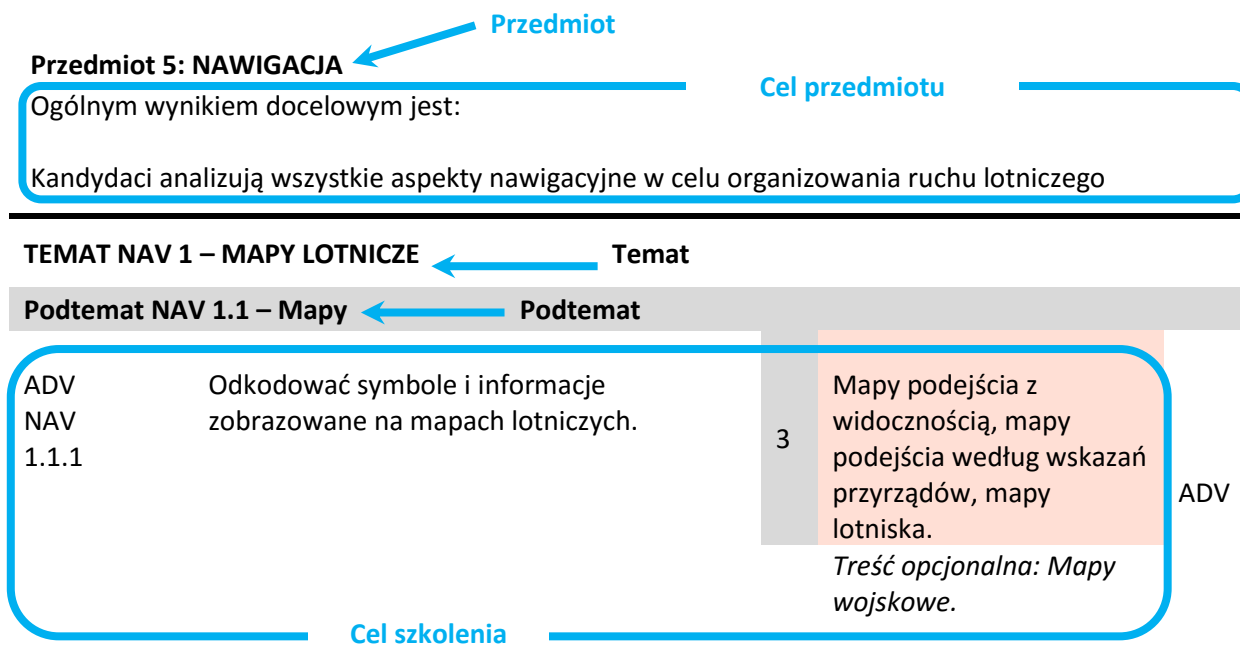 Przedmiot
Przedmiot 5: NAWIGACJA
Cel przedmiotu
Ogólnym wynikiem docelowym jest:
Kandydaci analizują wszystkie aspekty nawigacyjne w celu organizowania ruchu lotniczego
TEMAT NAV 1 – MAPY LOTNICZE Temat
Podtemat NAV 1.1 – Mapy Podtemat
ADV
NAV
1.1.1
Odkodować symbole i informacje
zobrazowane na mapach lotniczych.
3
Mapy podejścia z
widocznością, mapy
podejścia według wskazań
przyrządów, mapy
lotniska.
Treść opcjonalna: Mapy
wojskowe.
ADV
Cel szkolenia